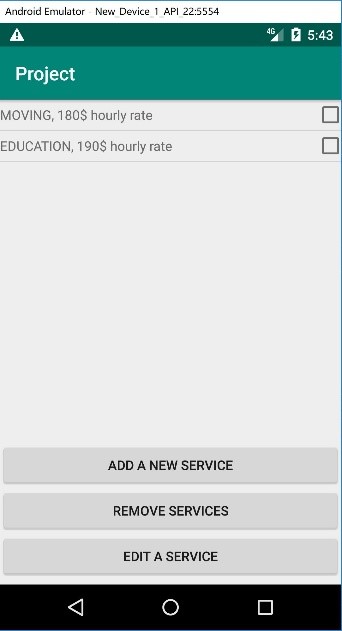 Android Emulator - New_Device_1_API_22:5554
4G 5:43
Project
MOVING, 180$ hourly rate
EDUCATION, 190$ hourly rate
ADD A NEW SERVICE
REMOVE SERVICES
EDIT A SERVICE